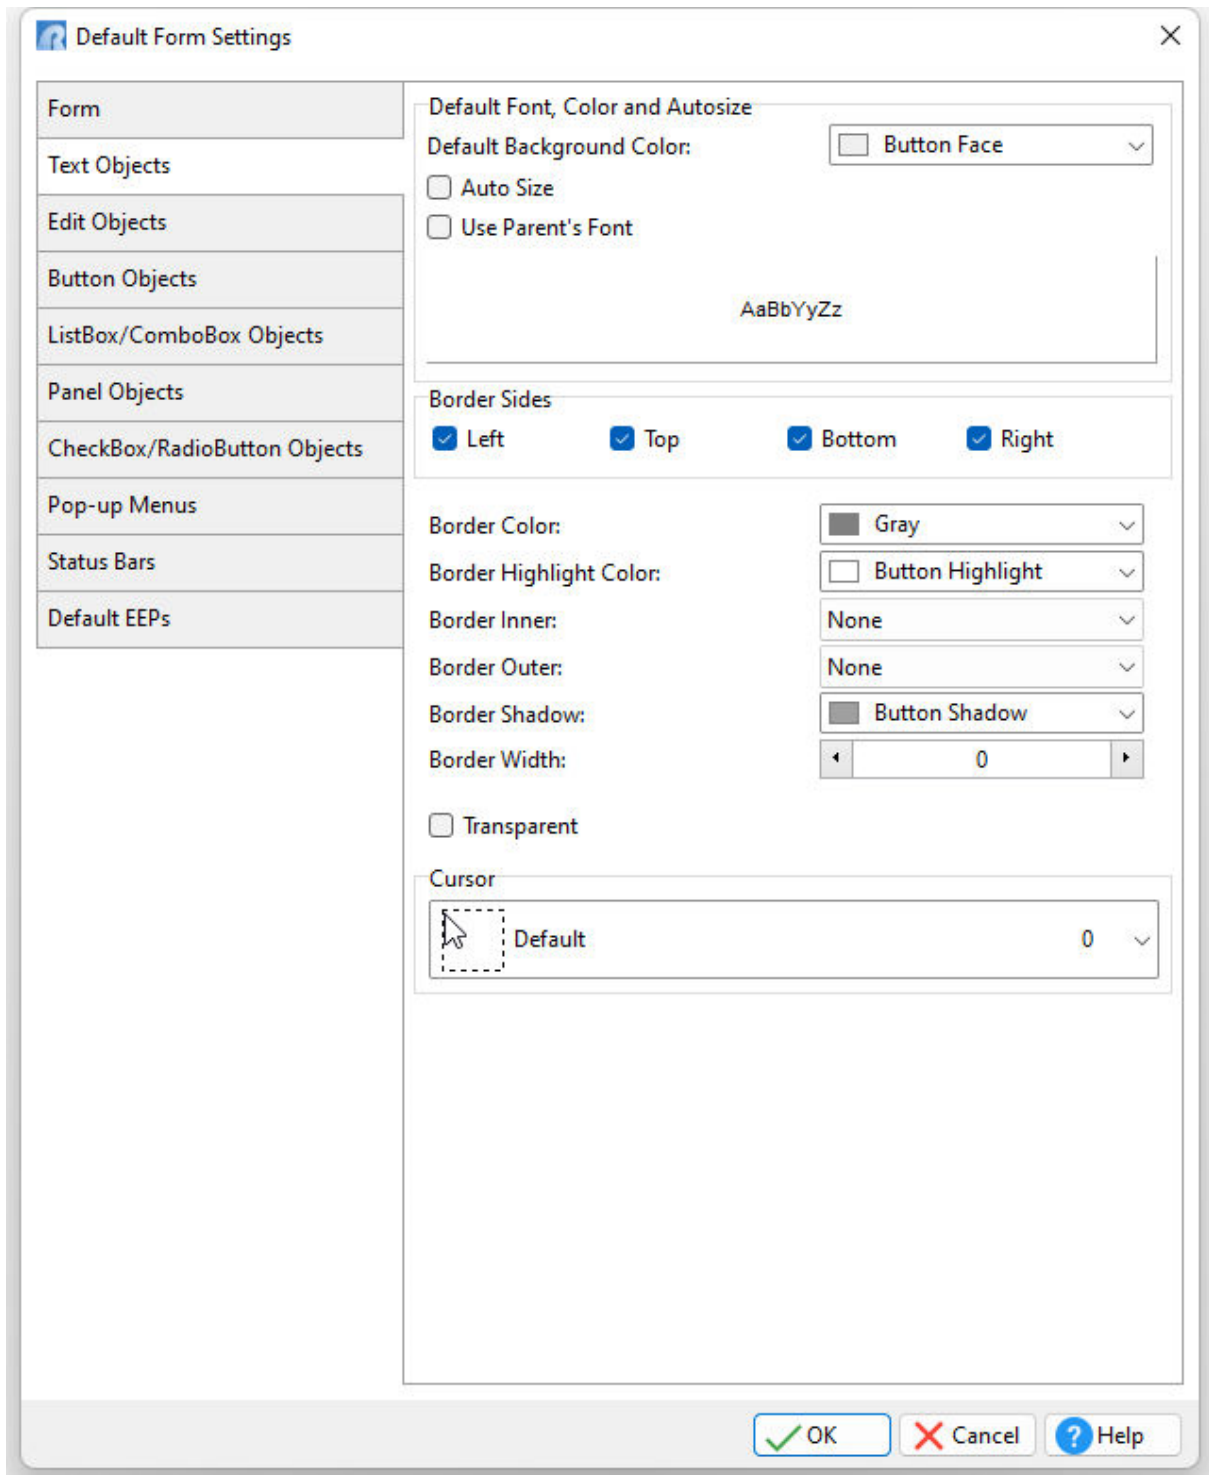 Default Form Settings
Form
Text Objects
Edit Objects
Button Objects
ListBox/ComboBox Objects
Panel Objects
CheckBox/RadioButton Objects
Pop-up Menus
Status Bars
Default EEPs
Default Font, Color and Autosize
Default Background Color: Button Face
Auto Size
Use Parent's Font
AaBbYyZz
Border Sides
Left Top Bottom Right
Border Color: Gray
Border Highlight Color: Button Highlight
Border Inner: None
Border Outer: None
Border Shadow: Button Shadow
Border Width: 0
Transparent
Cursor
Default 0
OK Cancel ? Help